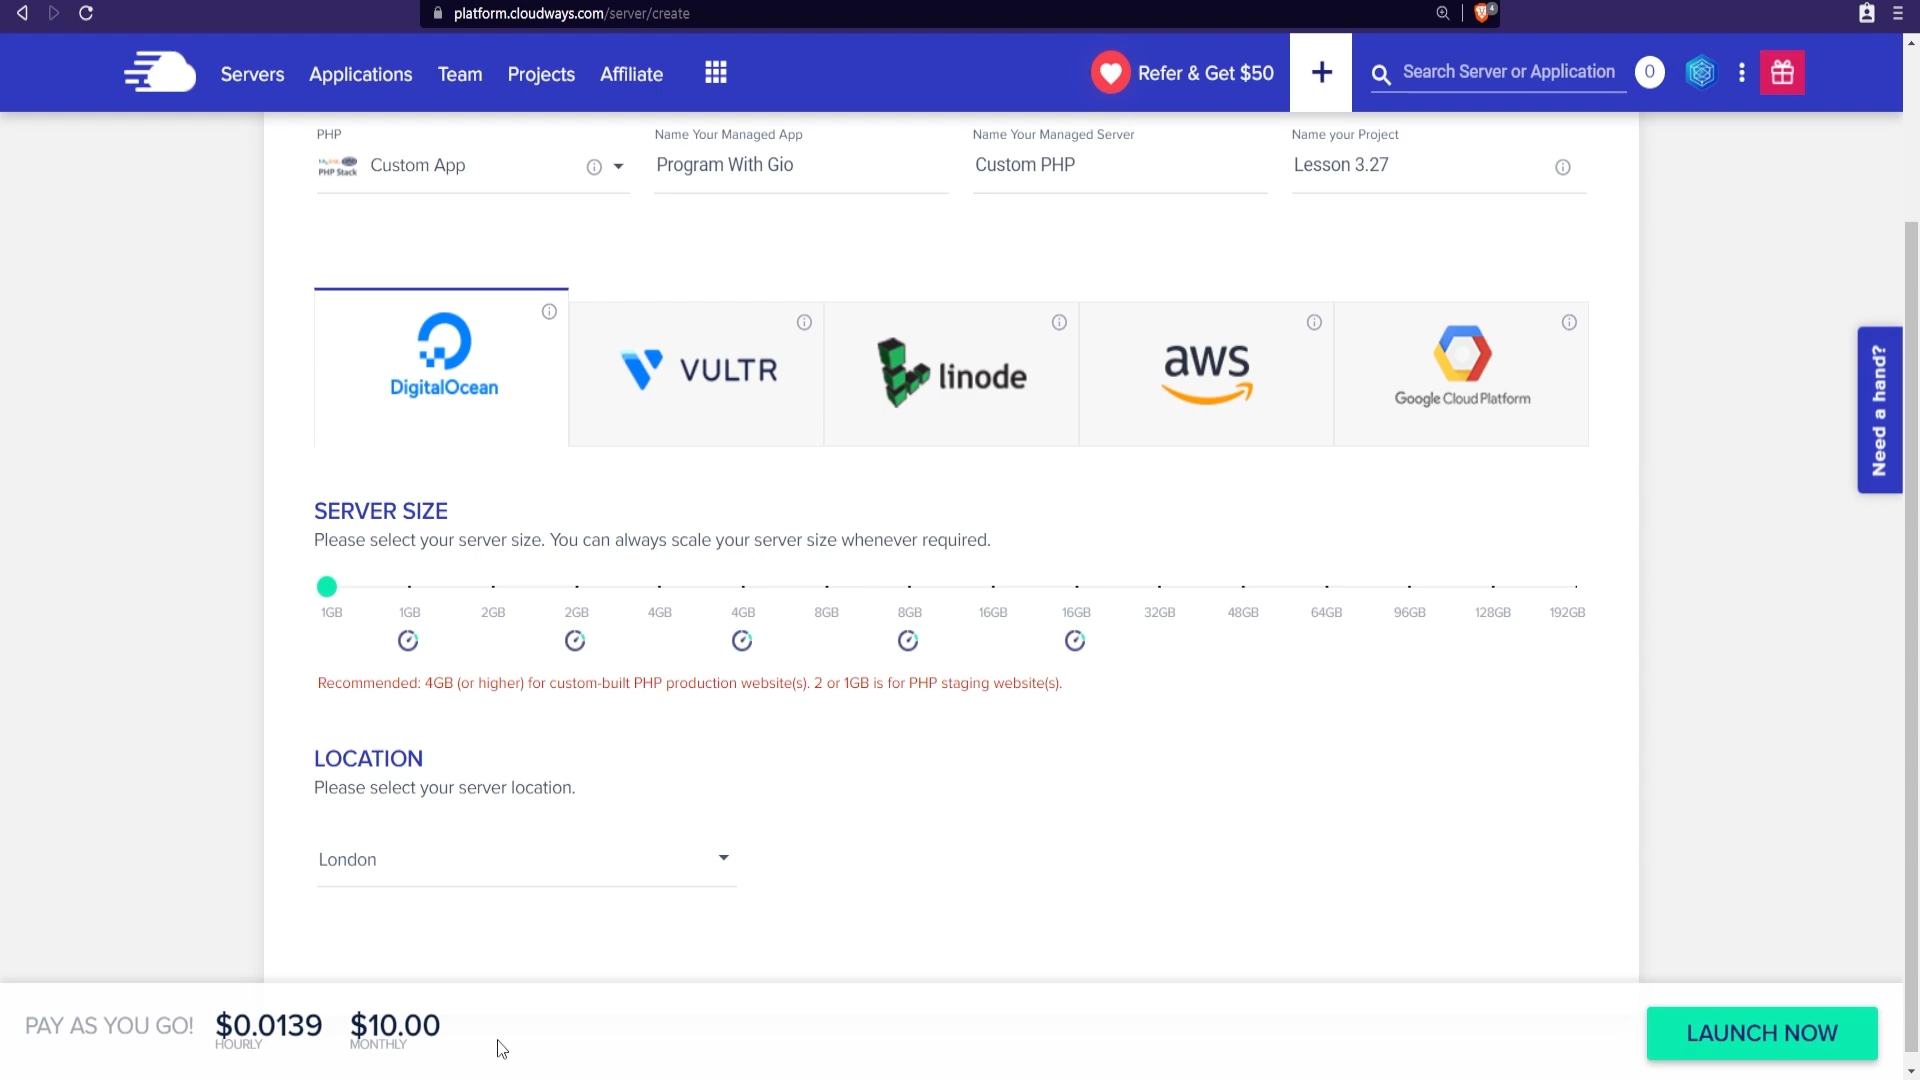 platform.cloudways.com/server/create
4
Servers Applications Team Projects Affiliate
Refer & Get $50
+
Search Server or Application
0
PHP
Custom App
Name Your Managed App
Program With Gio
Name Your Managed Server
Custom PHP
Name your Project
Lesson 3.27
PHP Stack
DigitalOcean
VULTR
linode
aws
Google Cloud Platform
Need a hand?
SERVER SIZE
Please select your server size. You can always scale your server size whenever required.
1GB 1GB 2GB 2GB 4GB 4GB 8GB 8GB 16GB 16GB 32GB 48GB 64GB 96GB 128GB 192GB
Recommended: 4GB (or higher) for custom-built PHP production website(s). 2 or 1GB is for PHP staging website(s).
LOCATION
Please select your server location.
London
PAY AS YOU GO! $0.0139 $10.00
HOURLY MONTHLY
LAUNCH NOW